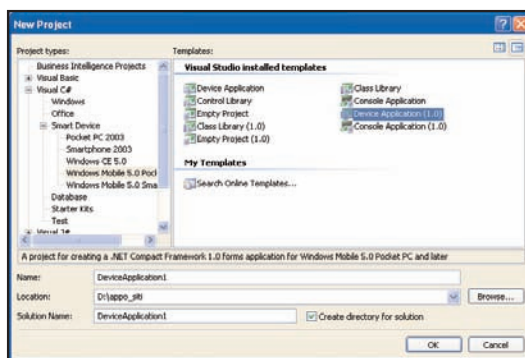 New Project
Project types:
Templates:
Business Intelligence Projects
Visual Basic
Visual C#
Windows
Office
Smart Device
Pocket PC 2003
Smartphone 2003
Windows CE 5.0
Windows Mobile 5.0 Pock
Windows Mobile 5.0 Sma
Database
Starter Kits
Test
Visual J#
Visual Studio installed templates
Device Application
Control Library
Empty Project
Class Library (1.0)
Empty Project (1.0)
Class Library
Console Application
Device Application (1.0)
Console Application (1.0)
My Templates
Search Online Templates...
A project for creating a .NET Compact Framework 1.0 forms application for Windows Mobile 5.0 Pocket PC and later
Name:
DeviceApplication1
Location:
D:\appo_siti
Browse...
Solution Name:
DeviceApplication1
Create directory for solution
OK
Cancel